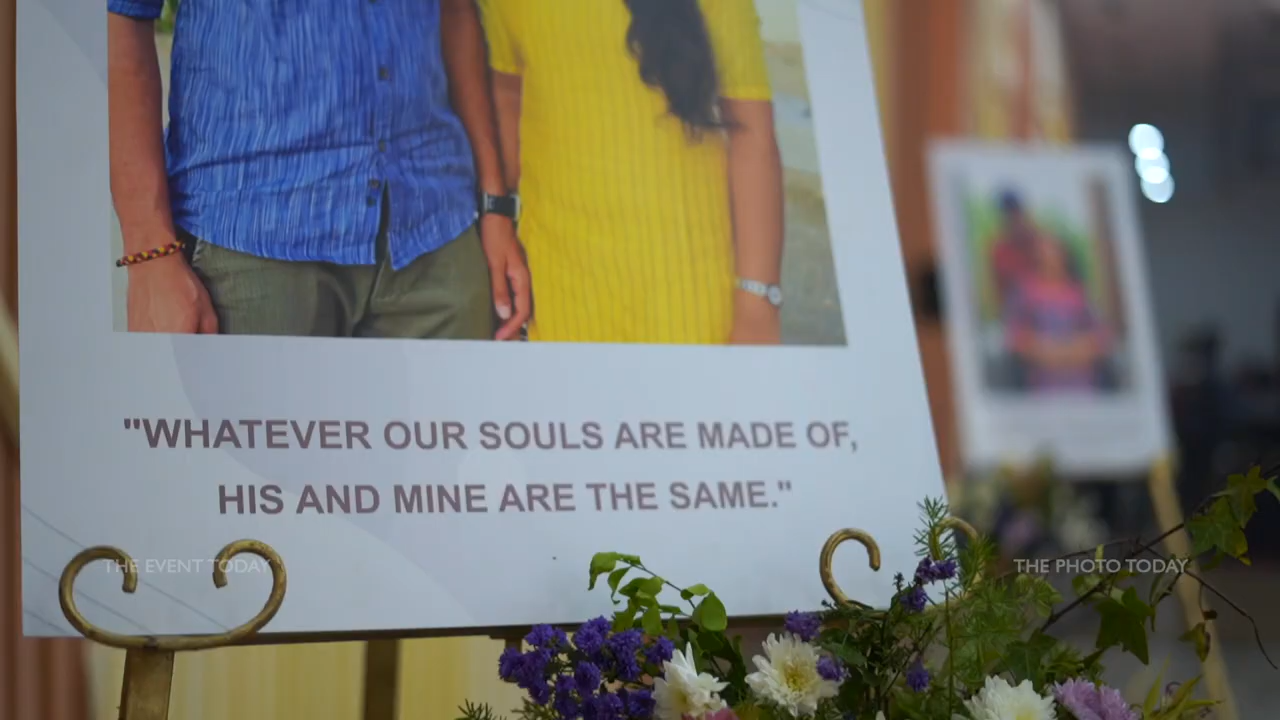 "WHATEVER OUR SOULS ARE MADE OF,
HIS AND MINE ARE THE SAME."
THE EVENT TODAY
THE PHOTO TODAY